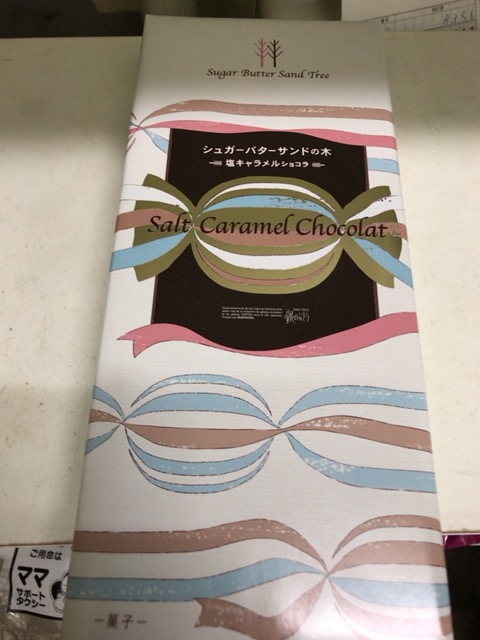 Sugar Butter Sand Tree
シュガーバターサンドの木
塩キャラメルショコラ
Salt Caramel Chocolat
ー菓子ー
ご用命は
ママ
サポート
タクシー